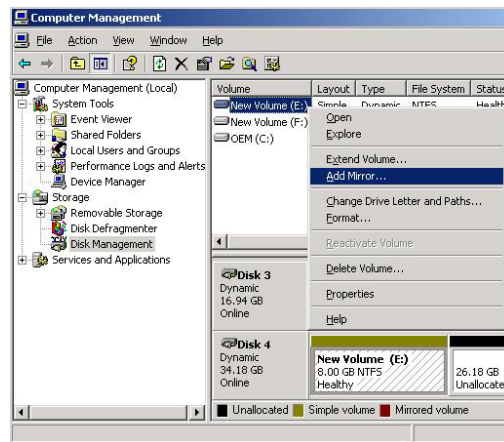 Computer Management
File Action View Window Help
Computer Management (Local)
System Tools
Event Viewer
Shared Folders
Local Users and Groups
Performance Logs and Alerts
Device Manager
Storage
Removable Storage
Disk Defragmenter
Disk Management
Services and Applications
Volume Layout Type File System Status
New Volume (E:) Simple Dynamic NTFS Health
New Volume (F:)
OEM (C:)
Open
Explore
Extend Volume...
Add Mirror...
Change Drive Letter and Paths...
Format...
Reactivate Volume
Delete Volume...
Properties
Help
Disk 3
Dynamic
16.94 GB
Online
Disk 4
Dynamic
34.18 GB
Online
New Volume (E:)
8.00 GB NTFS
Healthy
26.18 GB
Unallocate
Unallocated Simple volume Mirrored volume